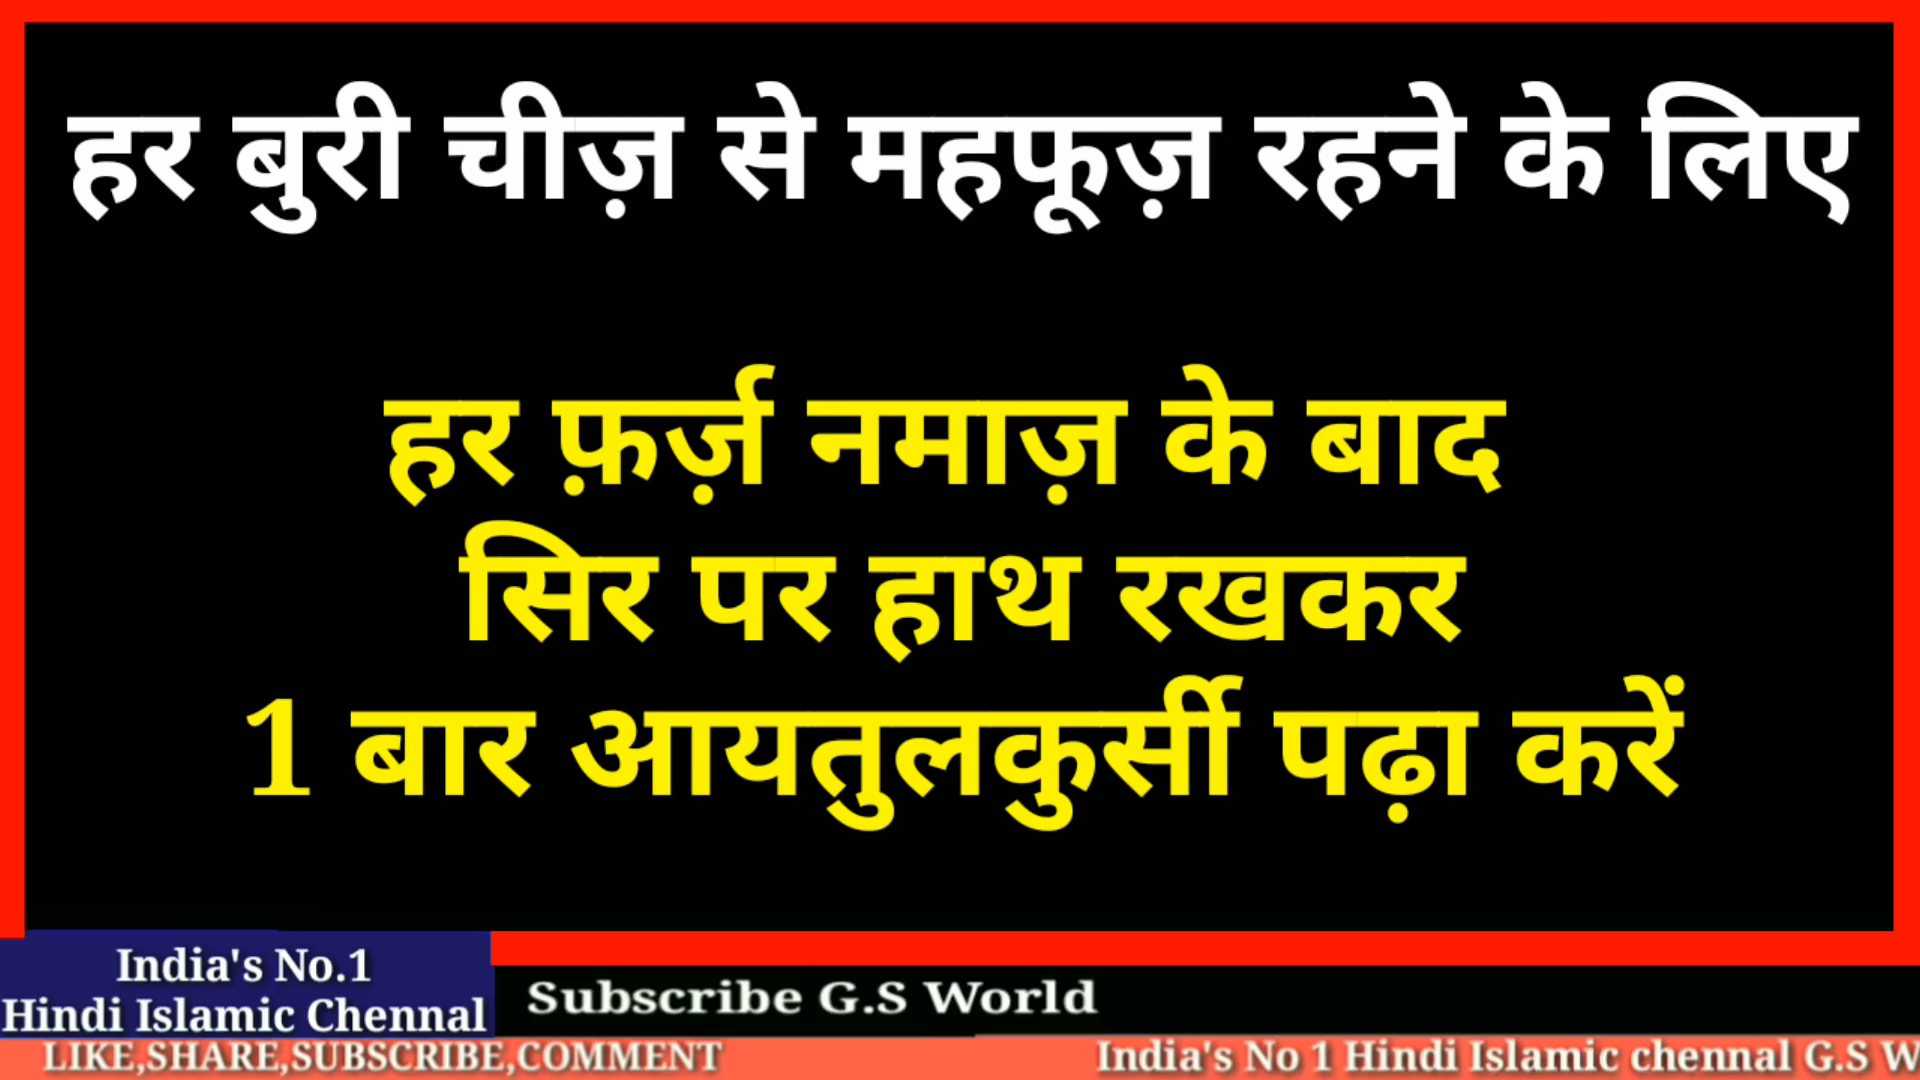 हर बुरी चीज़ से महफूज़ रहने के लिए
हर फ़र्ज़ नमाज़ के बाद
सिर पर हाथ रखकर
1 बार आयतुलकुर्सी पढ़ा करें
India's No.1
Hindi Islamic Chennal
Subscribe G.S World
LIKE,SHARE,SUBSCRIBE,COMMENT
India's No 1 Hindi Islamic chennal G.S W